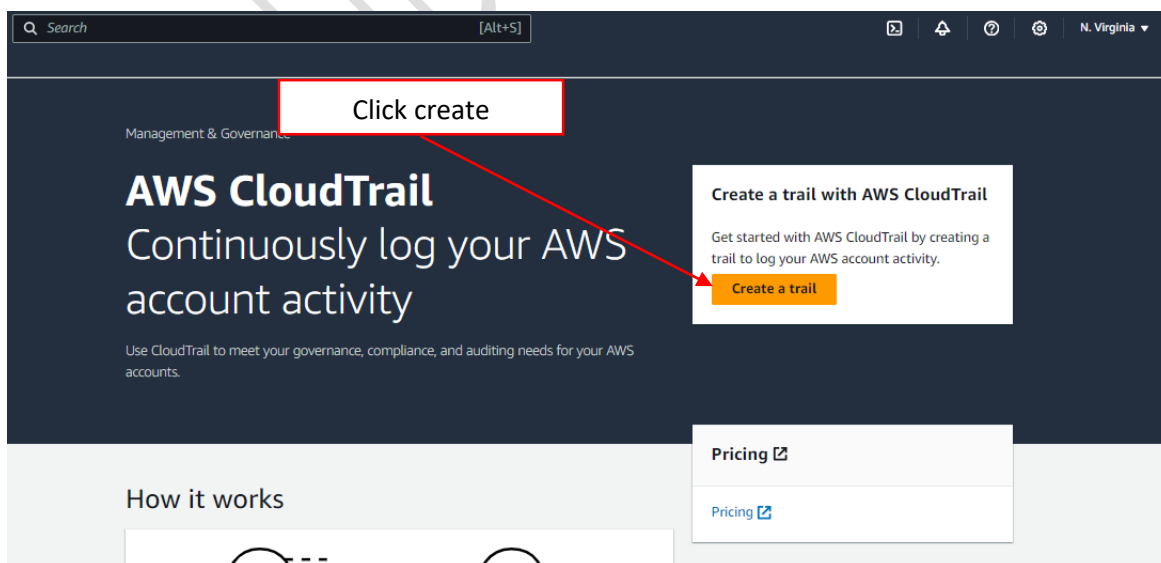 Search [Alt+S] N. Virginia
Click create
Management & Governance
AWS CloudTrail
Continuously log your AWS
account activity
Use CloudTrail to meet your governance, compliance, and auditing needs for your AWS
accounts.
Create a trail with AWS CloudTrail
Get started with AWS CloudTrail by creating a
trail to log your AWS account activity.
Create a trail
Pricing
Pricing
How it works